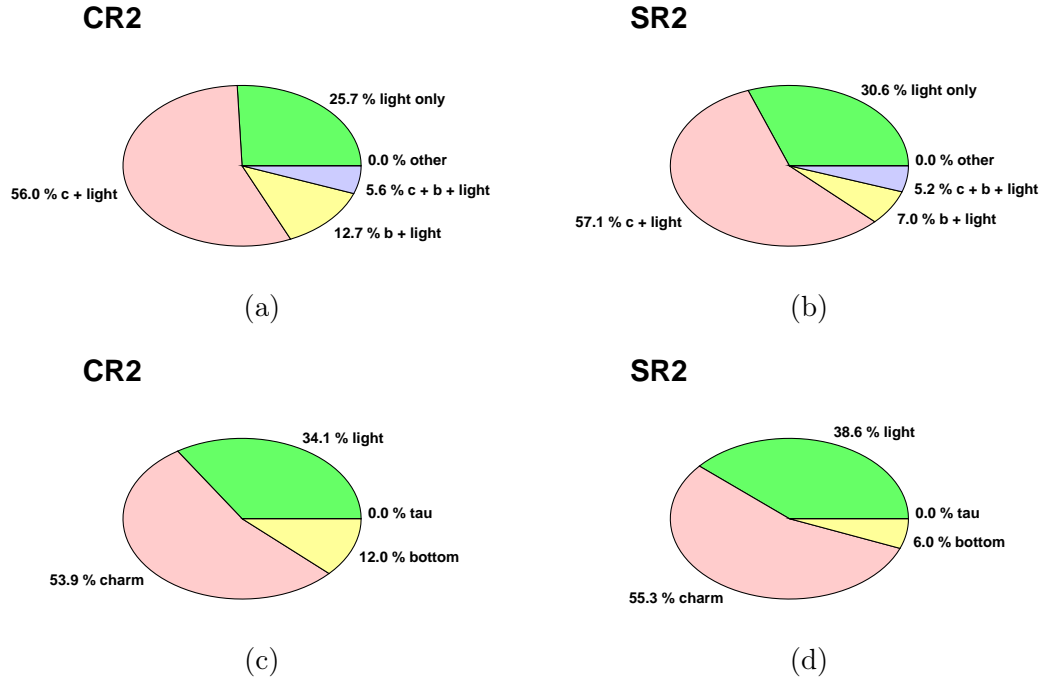 CR2
SR2
25.7 % light only
0.0 % other
5.6 % c + b + light
12.7 % b + light
56.0 % c + light
30.6 % light only
0.0 % other
5.2 % c + b + light
7.0 % b + light
57.1 % c + light
(a)
(b)
CR2
SR2
34.1 % light
0.0 % tau
12.0 % bottom
53.9 % charm
38.6 % light
0.0 % tau
6.0 % bottom
55.3 % charm
(c)
(d)